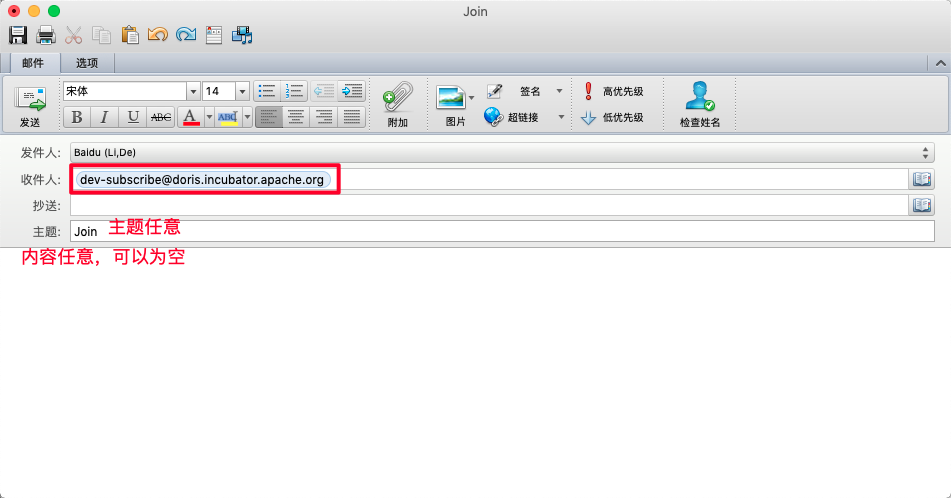 Join
邮件 选项
宋体 14 签名 高优先级
B I U ABC A ABC 超链接 低优先级
发送 附加 图片 检查姓名
发件人: Baidu (Li,De)
收件人: dev-subscribe@doris.incubator.apache.org
抄送:
主题: Join 主题任意
内容任意，可以为空